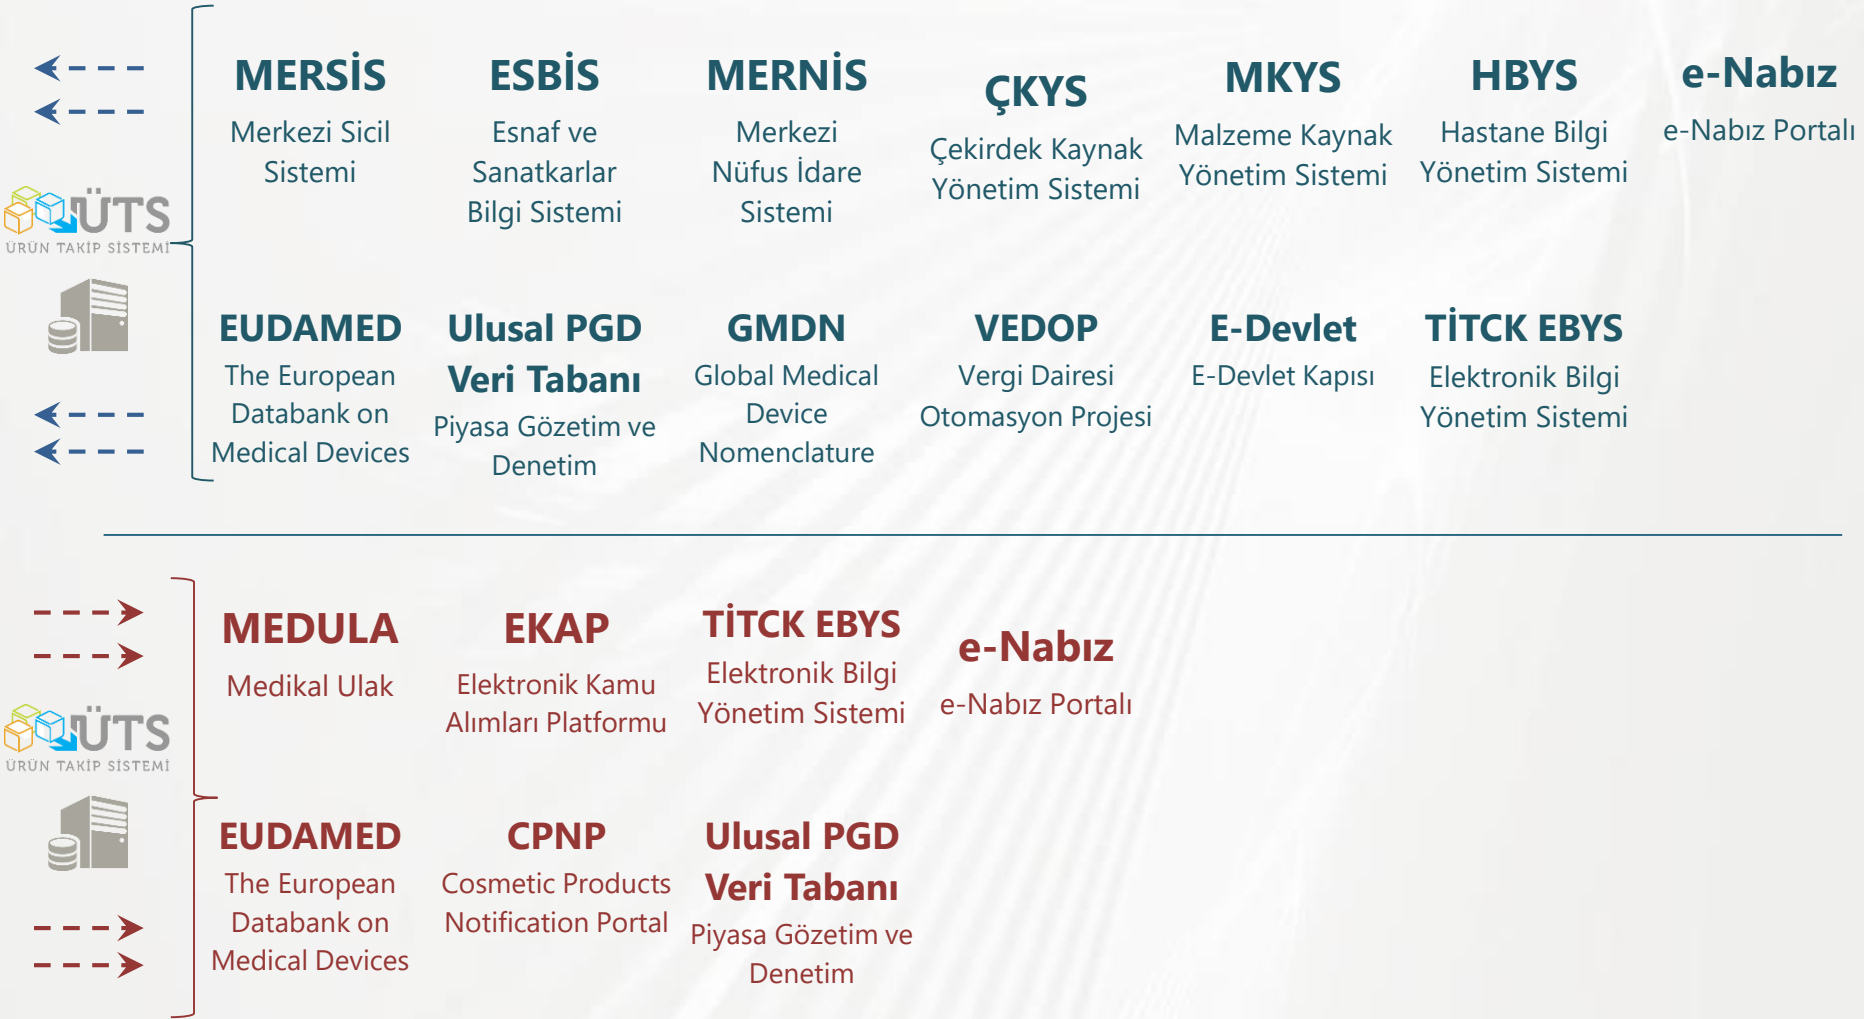 MERSİS
Merkezi Sicil
Sistemi
ESBİS
Esnaf ve
Sanatkarlar
Bilgi Sistemi
MERNİS
Merkezi
Nüfus İdare
Sistemi
ÇKYS
Çekirdek Kaynak
Yönetim Sistemi
MKYS
Malzeme Kaynak
Yönetim Sistemi
HBYS
Hastane Bilgi
Yönetim Sistemi
e-Nabız
e-Nabız Portalı
ÜTS
ÜRÜN TAKİP SİSTEMİ
EUDAMED
The European
Databank on
Medical Devices
Ulusal PGD
Veri Tabanı
Piyasa Gözetim ve
Denetim
GMDN
Global Medical
Device
Nomenclature
VEDOP
Vergi Dairesi
Otomasyon Projesi
E-Devlet
E-Devlet Kapısı
TİTCK EBYS
Elektronik Bilgi
Yönetim Sistemi
MEDULA
Medikal Ulak
EKAP
Elektronik Kamu
Alımları Platformu
TİTCK EBYS
Elektronik Bilgi
Yönetim Sistemi
e-Nabız
e-Nabız Portalı
ÜTS
ÜRÜN TAKİP SİSTEMİ
EUDAMED
The European
Databank on
Medical Devices
CPNP
Cosmetic Products
Notification Portal
Ulusal PGD
Veri Tabanı
Piyasa Gözetim ve
Denetim